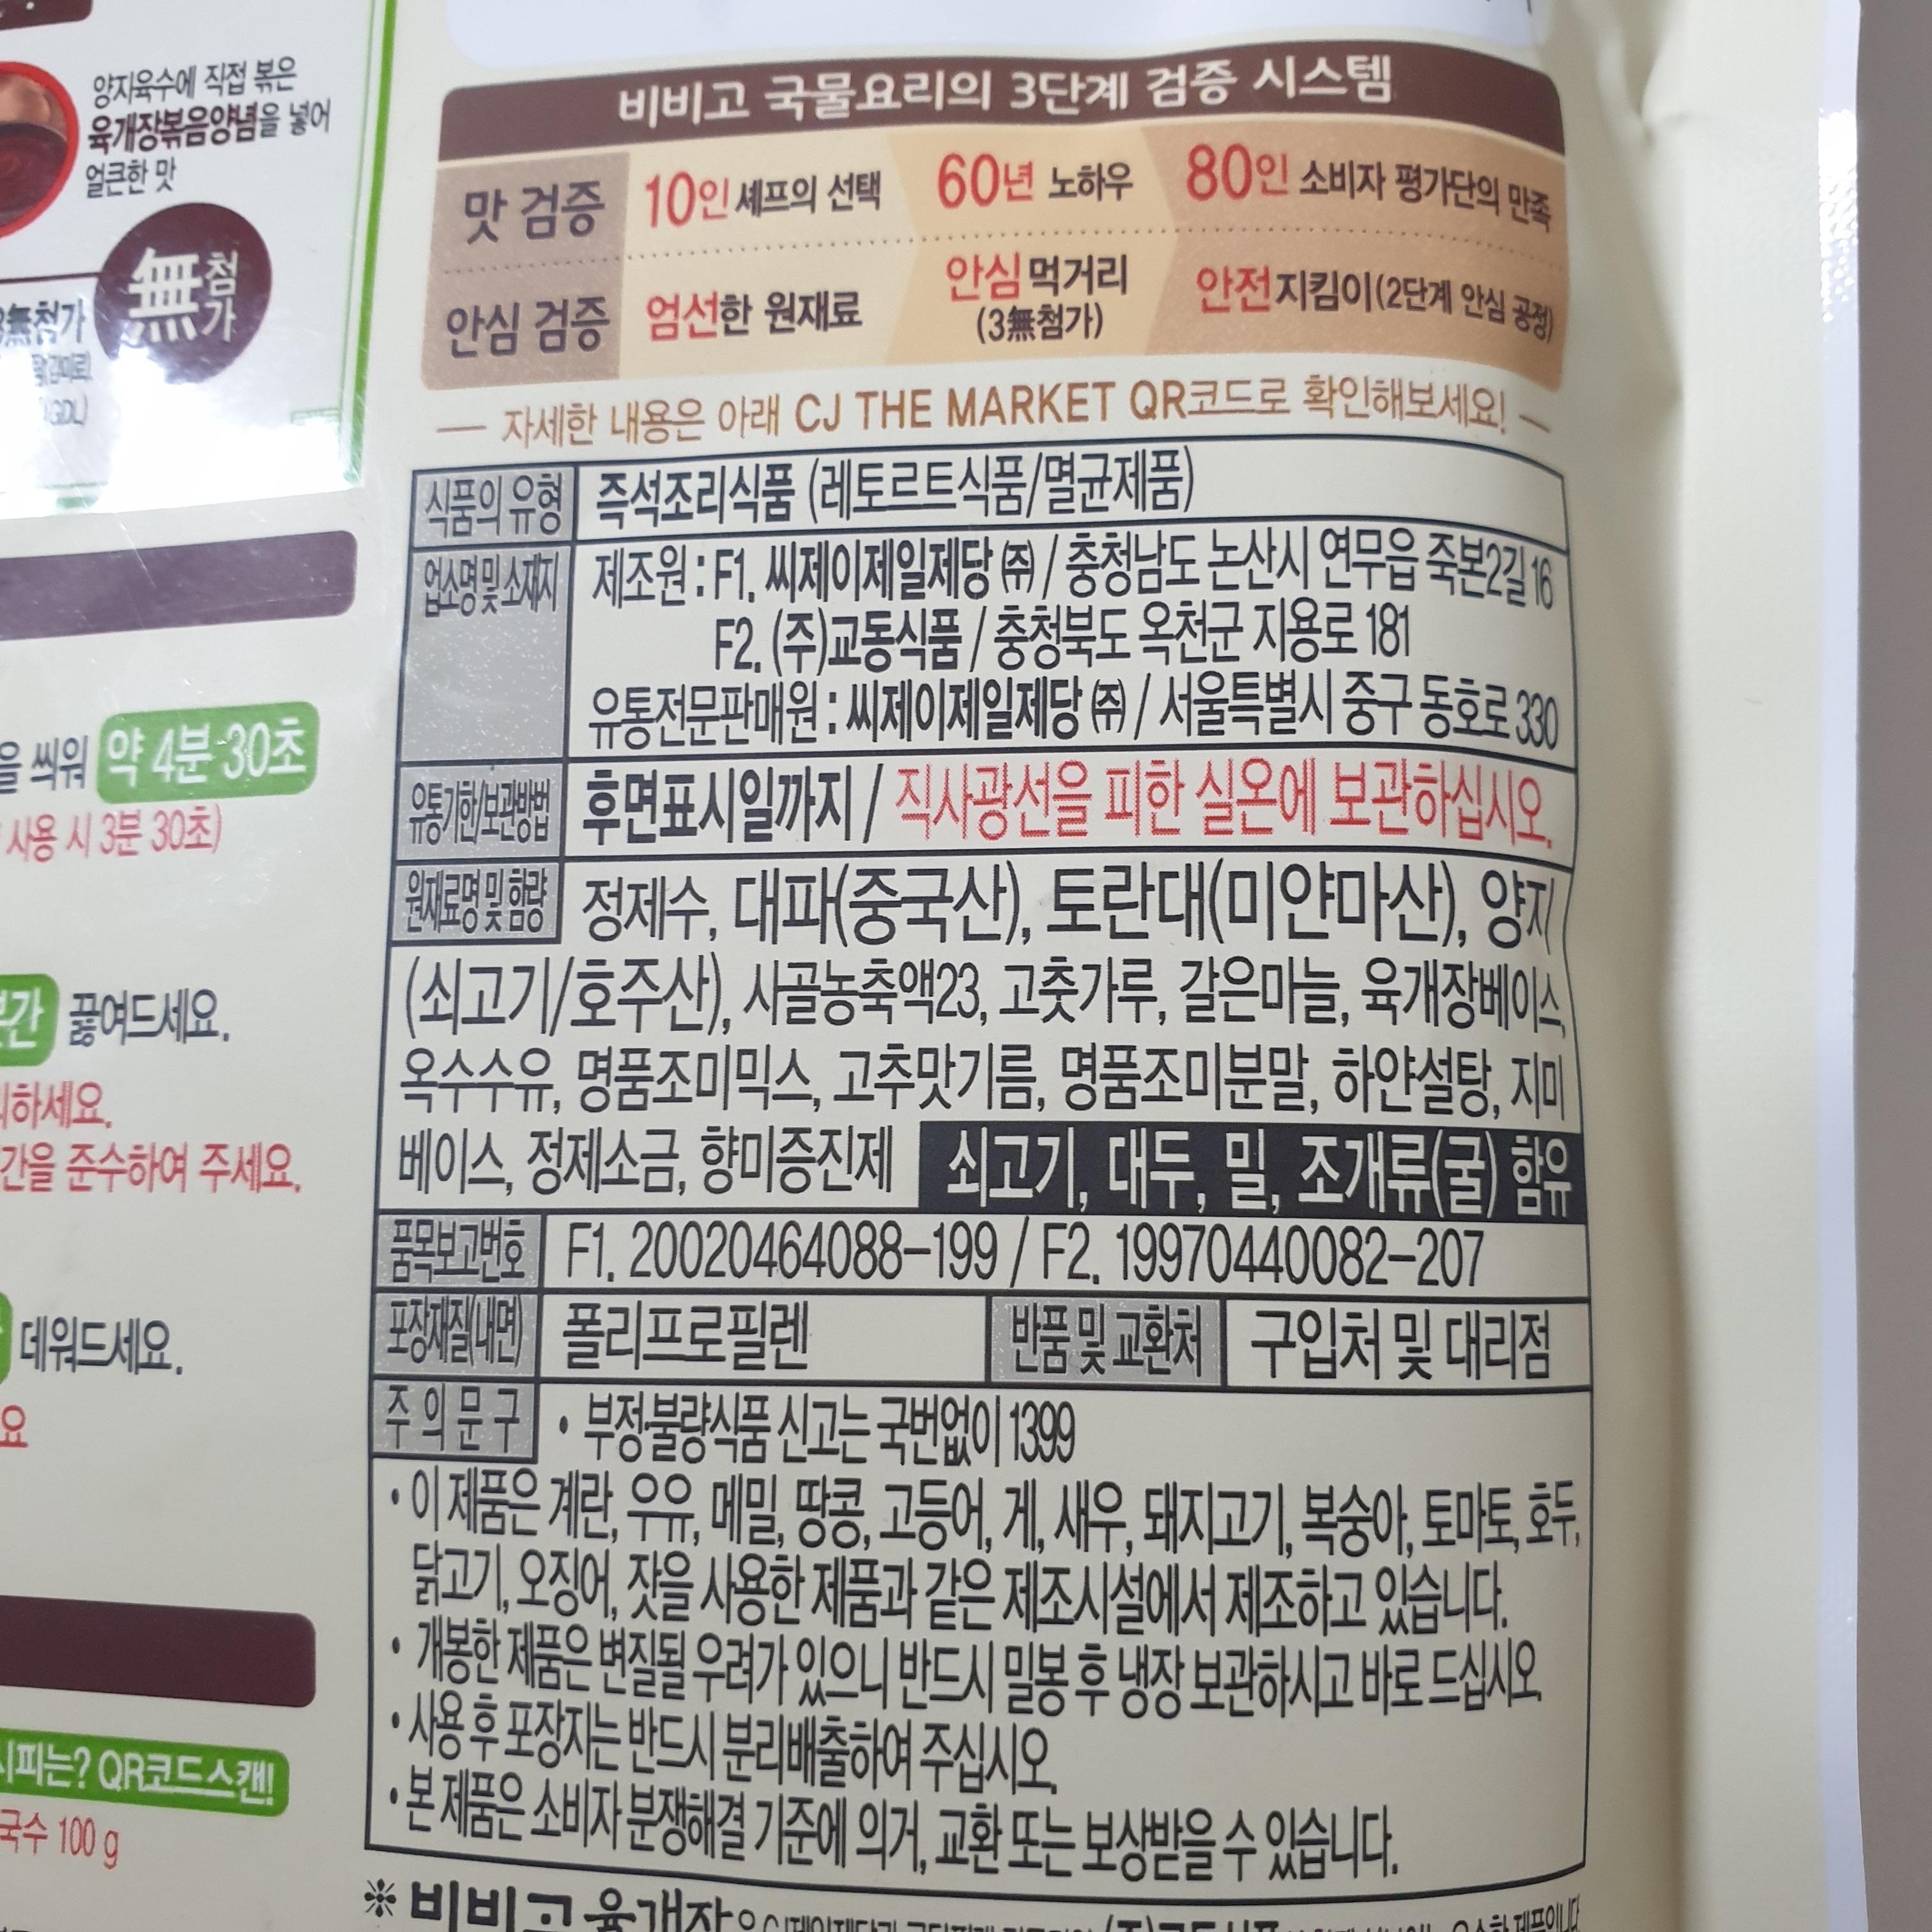 양지육수에 직접 볶은
육개장볶음양념을 넣어
얼큰한 맛
無첨가
無첨가
을 씌워 약 4분 30초
사용 시 3분 30초)
간 끓여드세요.
하세요.
간을 준수하여 주세요.
데워드세요.
요
시피는? QR코드스캔!
국수 100 g
비비고 국물요리의 3단계 검증 시스템
맛 검증 10인 셰프의 선택 60년 노하우 80인 소비자 평가단의 만족
안심 검증 엄선한 원재료 안심 먹거리 (3無첨가) 안전지킴이(2단계 안심 공정)
— 자세한 내용은 아래 CJ THE MARKET QR코드로 확인해보세요! —
식품의 유형 즉석조리식품 (레토르트식품/멸균제품)
업소명 및 소재지 제조원 : F1. 씨제이제일제당 ㈜ / 충청남도 논산시 연무읍 죽본2길 16
F2. (주)교동식품 / 충청북도 옥천군 지용로 181
유통전문판매원 : 씨제이제일제당 ㈜ / 서울특별시 중구 동호로 330
유통기한/보관방법 후면표시일까지 / 직사광선을 피한 실온에 보관하십시오.
원재료명 및 함량 정제수, 대파(중국산), 토란대(미얀마산), 양지
(쇠고기/호주산), 사골농축액23, 고춧가루, 갈은마늘, 육개장베이스,
옥수수유, 명품조미믹스, 고추맛기름, 명품조미분말, 하얀설탕, 지미
베이스, 정제소금, 향미증진제 쇠고기, 대두, 밀, 조개류(굴) 함유
품목보고번호 F1. 20020464088-199 / F2. 19970440082-207
포장재질(내면) 폴리프로필렌 반품 및 교환처 구입처 및 대리점
주의문구 • 부정·불량식품 신고는 국번없이 1399
• 이 제품은 계란, 우유, 메밀, 땅콩, 고등어, 게, 새우, 돼지고기, 복숭아, 토마토, 호두,
닭고기, 오징어, 잣을 사용한 제품과 같은 제조시설에서 제조하고 있습니다.
• 개봉한 제품은 변질될 우려가 있으니 반드시 밀봉 후 냉장 보관하시고 바로 드십시오.
• 사용 후 포장지는 반드시 분리배출하여 주십시오.
• 본 제품은 소비자 분쟁해결 기준에 의거, 교환 또는 보상받을 수 있습니다.
※ 비비고 육개장은